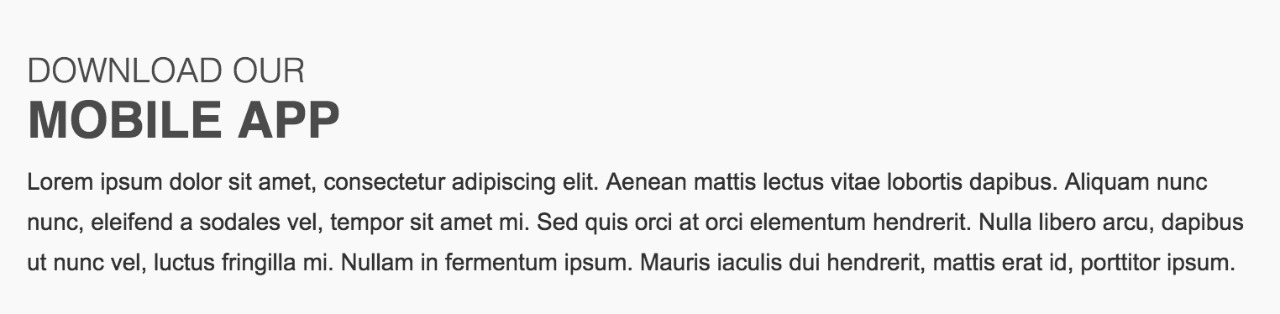 DOWNLOAD OUR
MOBILE APP
Lorem ipsum dolor sit amet, consectetur adipiscing elit. Aenean mattis lectus vitae lobortis dapibus. Aliquam nunc
nunc, eleifend a sodales vel, tempor sit amet mi. Sed quis orci at orci elementum hendrerit. Nulla libero arcu, dapibus
ut nunc vel, luctus fringilla mi. Nullam in fermentum ipsum. Mauris iaculis dui hendrerit, mattis erat id, porttitor ipsum.